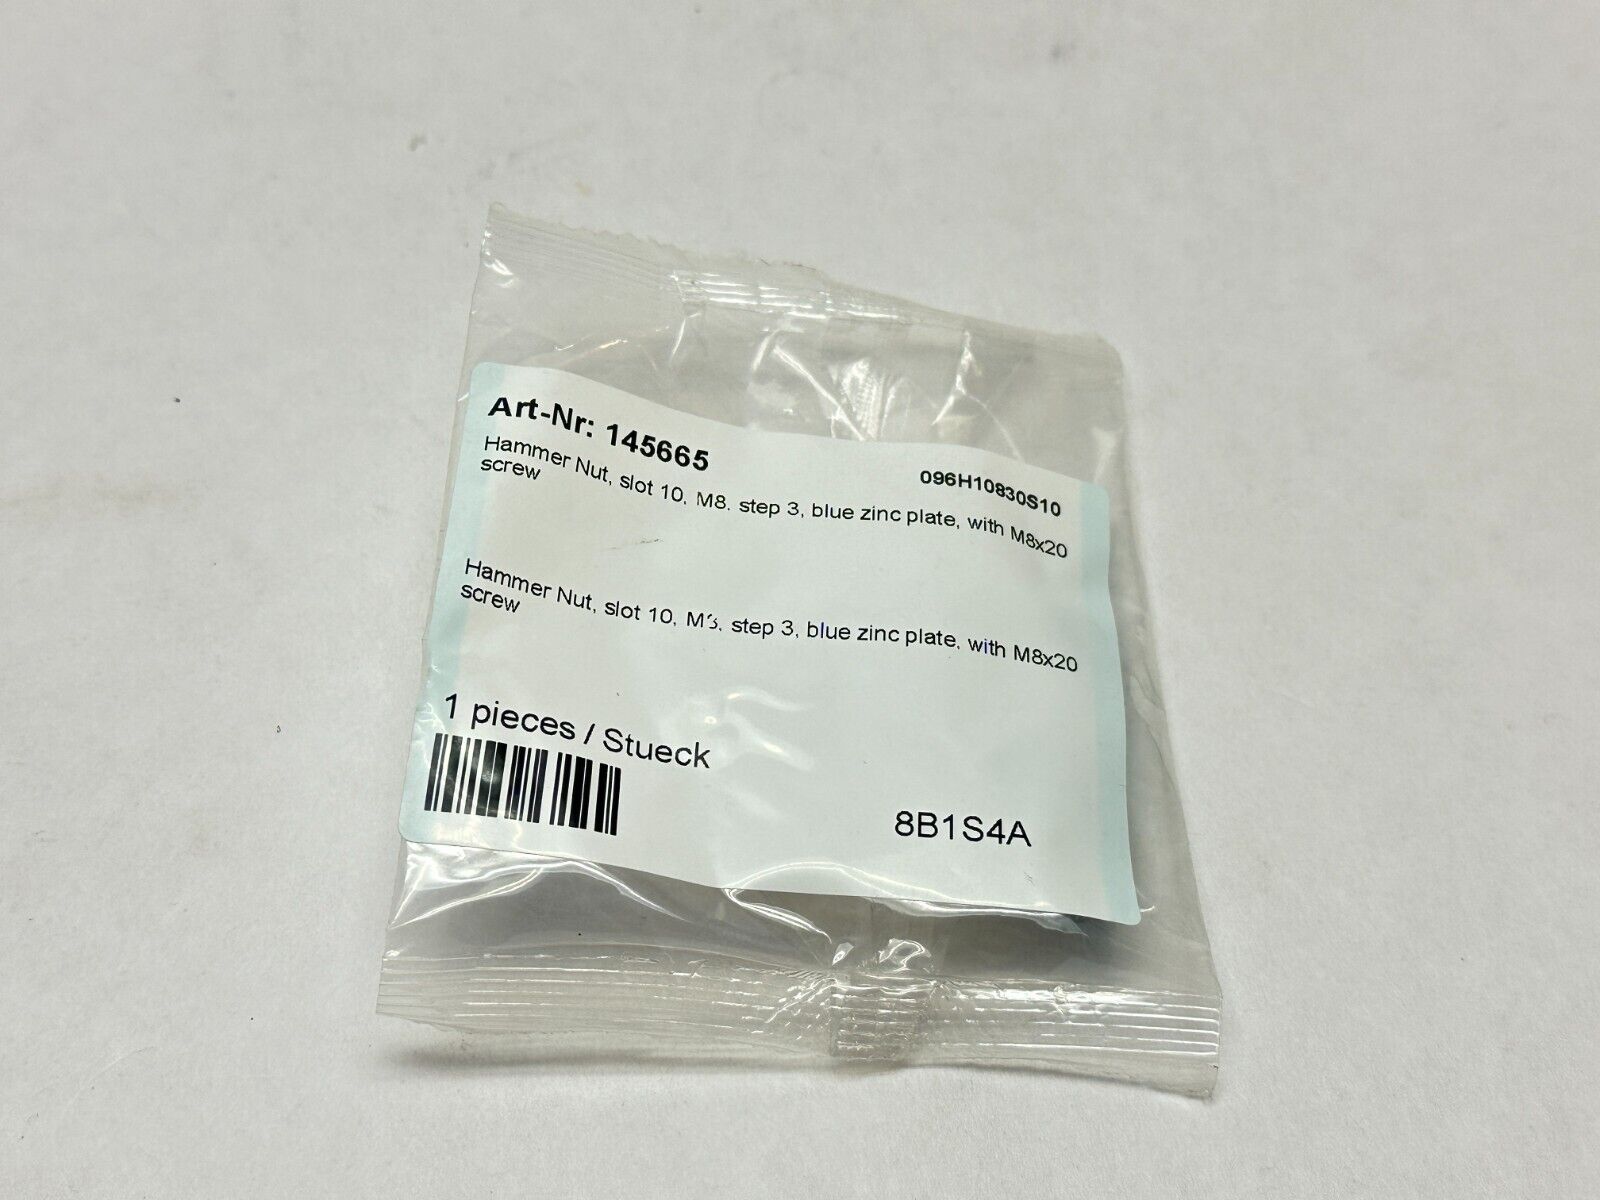 Art-Nr: 145665
096H10830S10
Hammer Nut, slot 10, M8, step 3, blue zinc plate, with M8x20
screw
Hammer Nut, slot 10, M8, step 3, blue zinc plate, with M8x20
screw
1 pieces / Stueck
8B1S4A